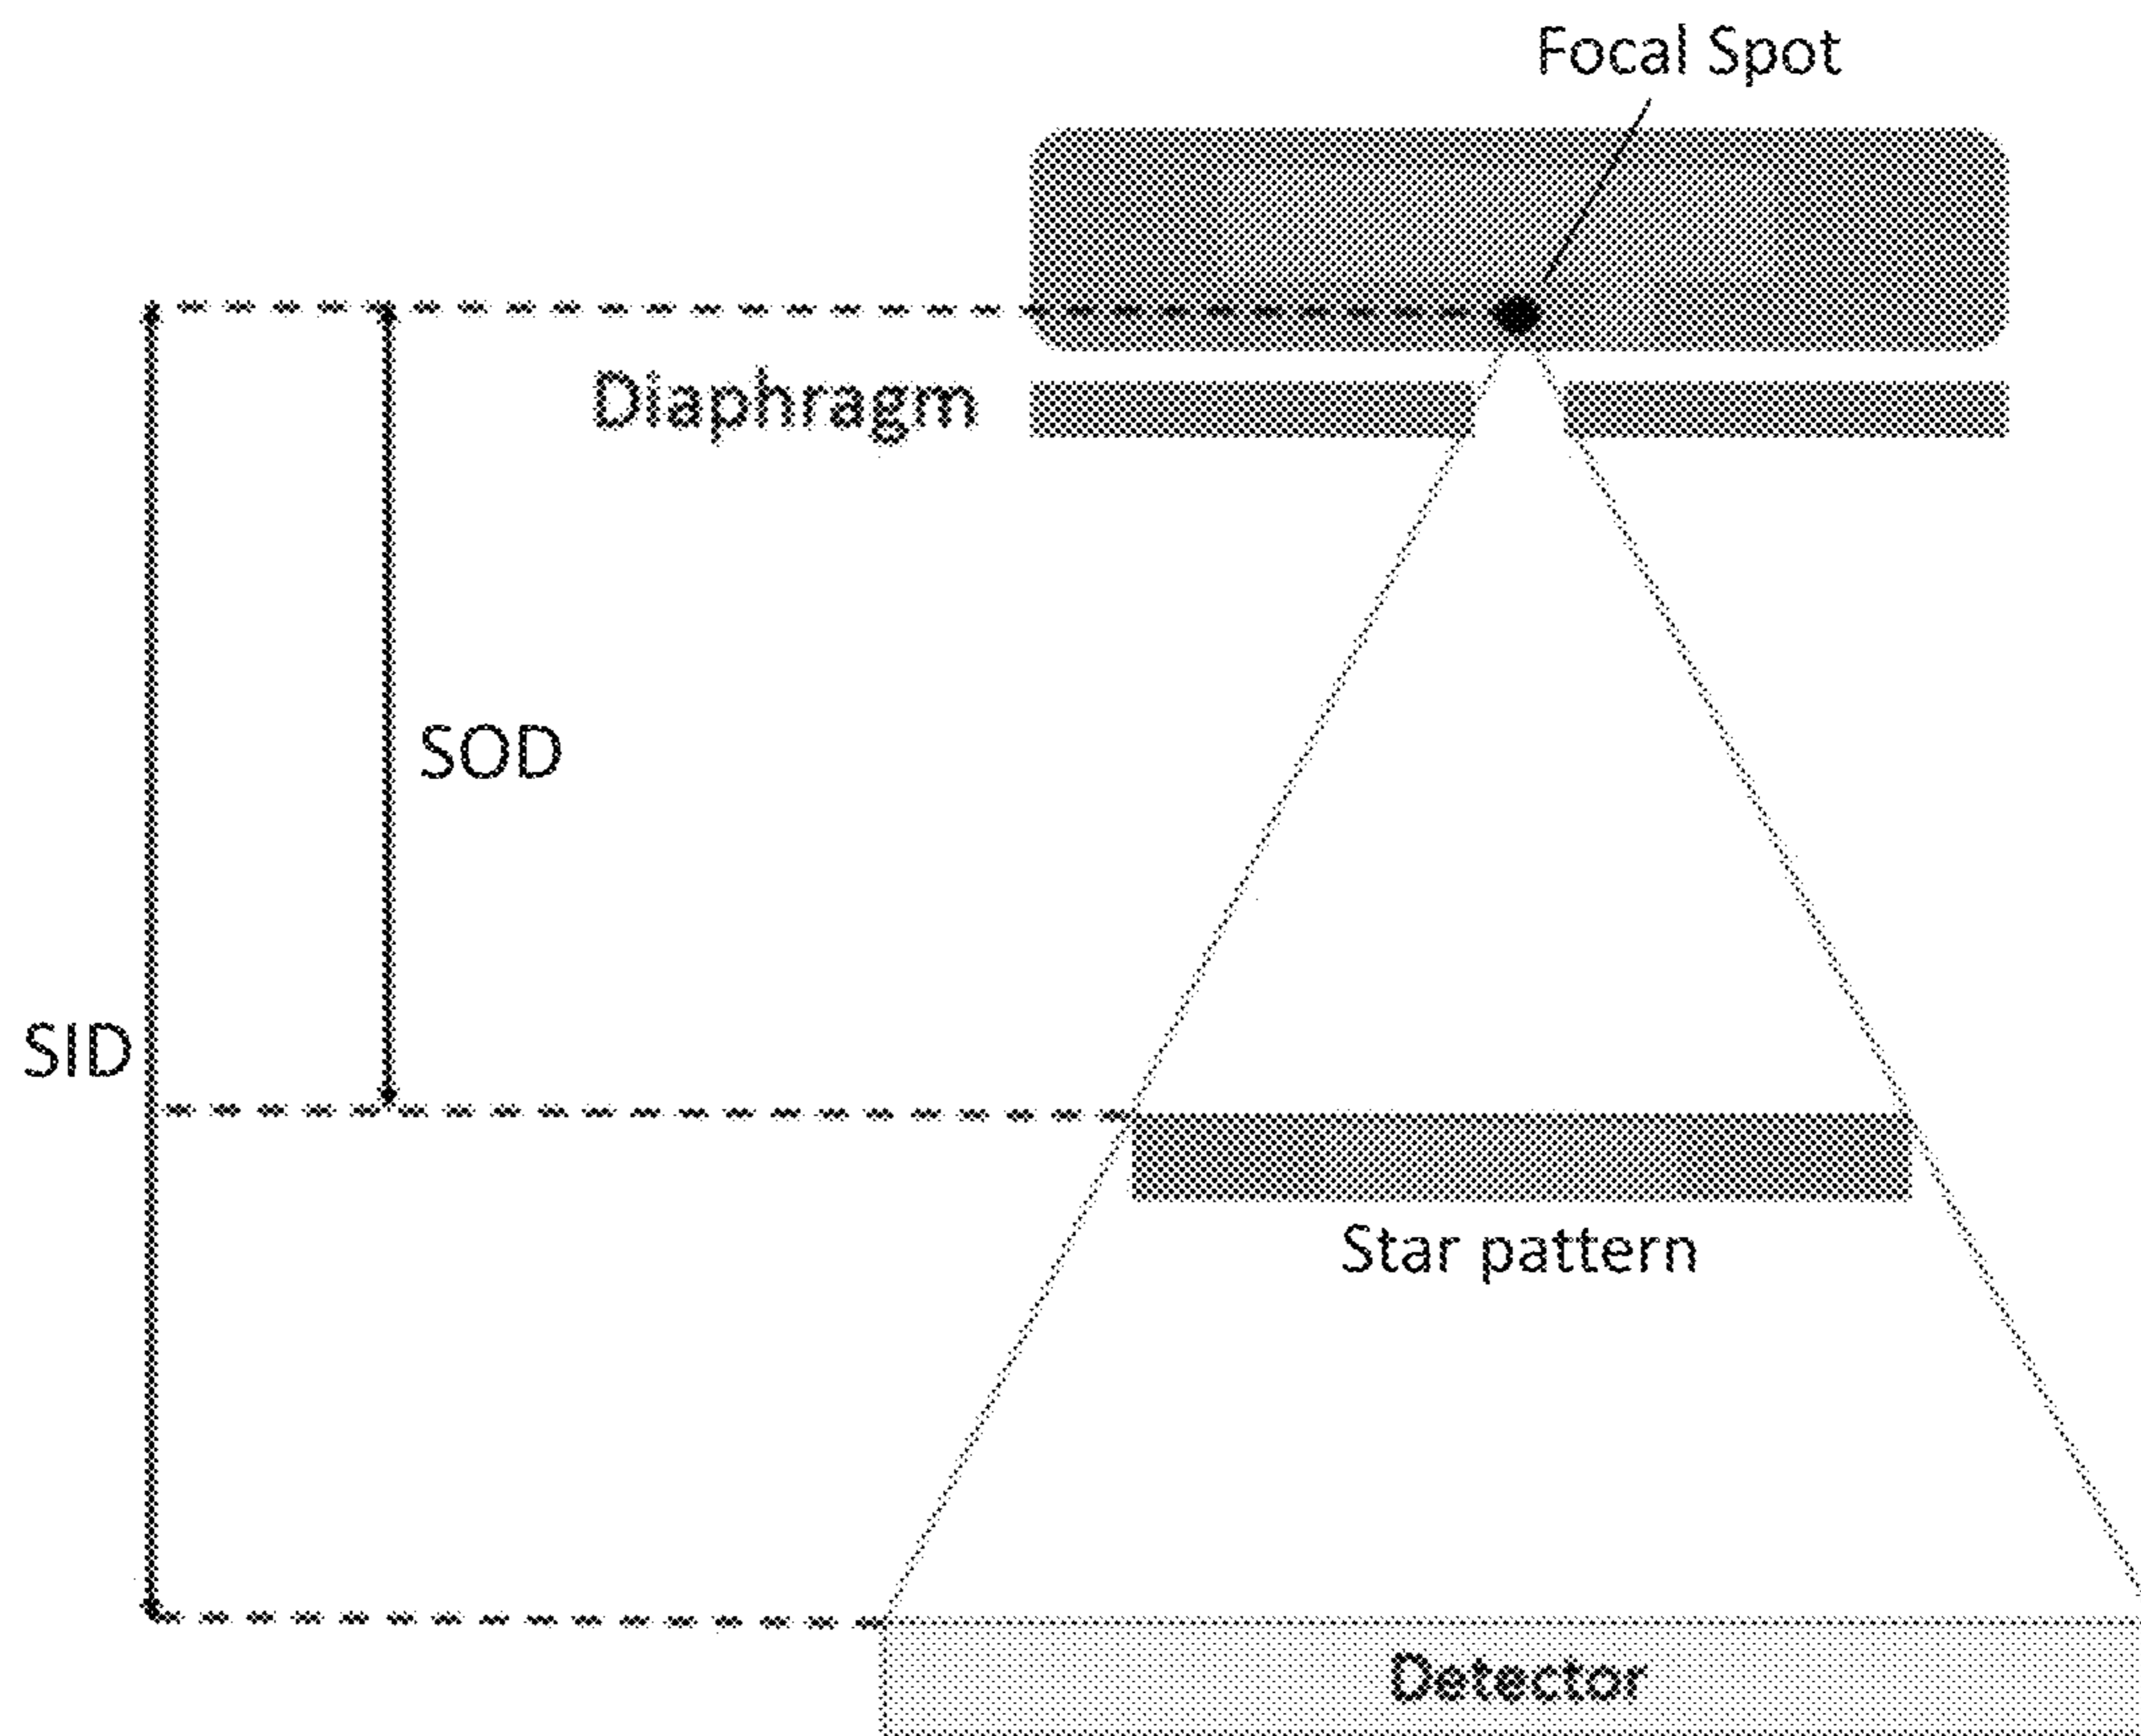 Focal Spot
Diaphragm
SOD
SID
Star pattern
Detector